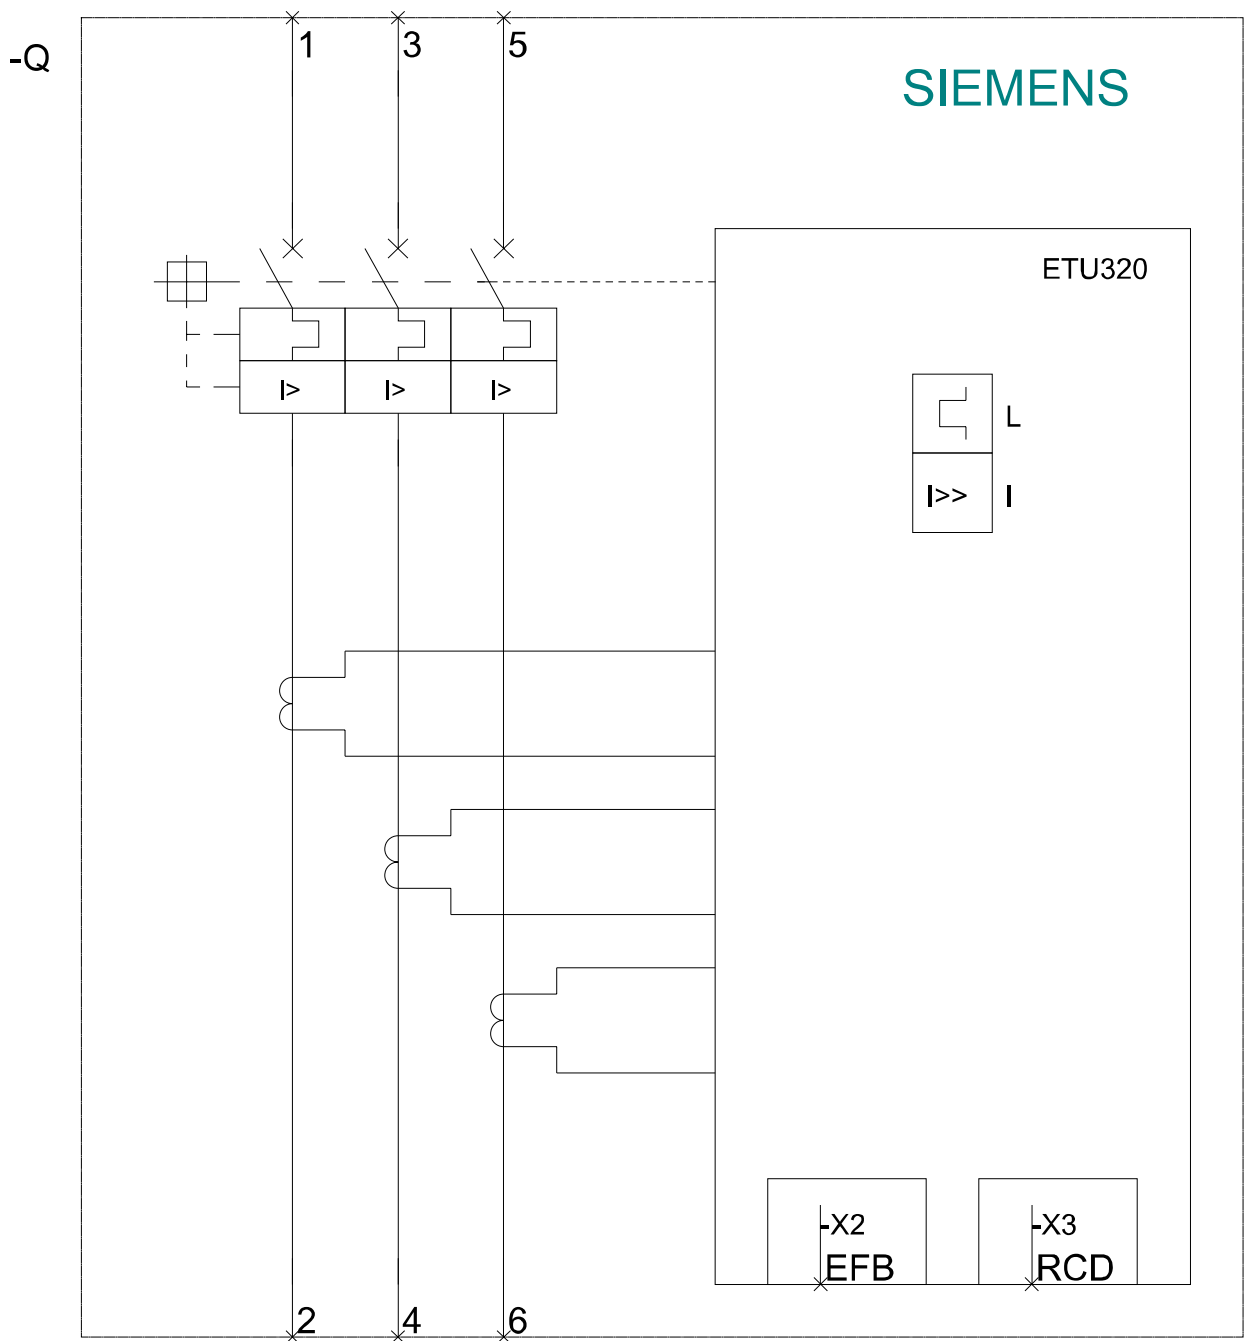 1 3 5
-Q
SIEMENS
ETU320
I> I> I>
L
I>> I
-X2 -X3
EFB RCD
2 4 6